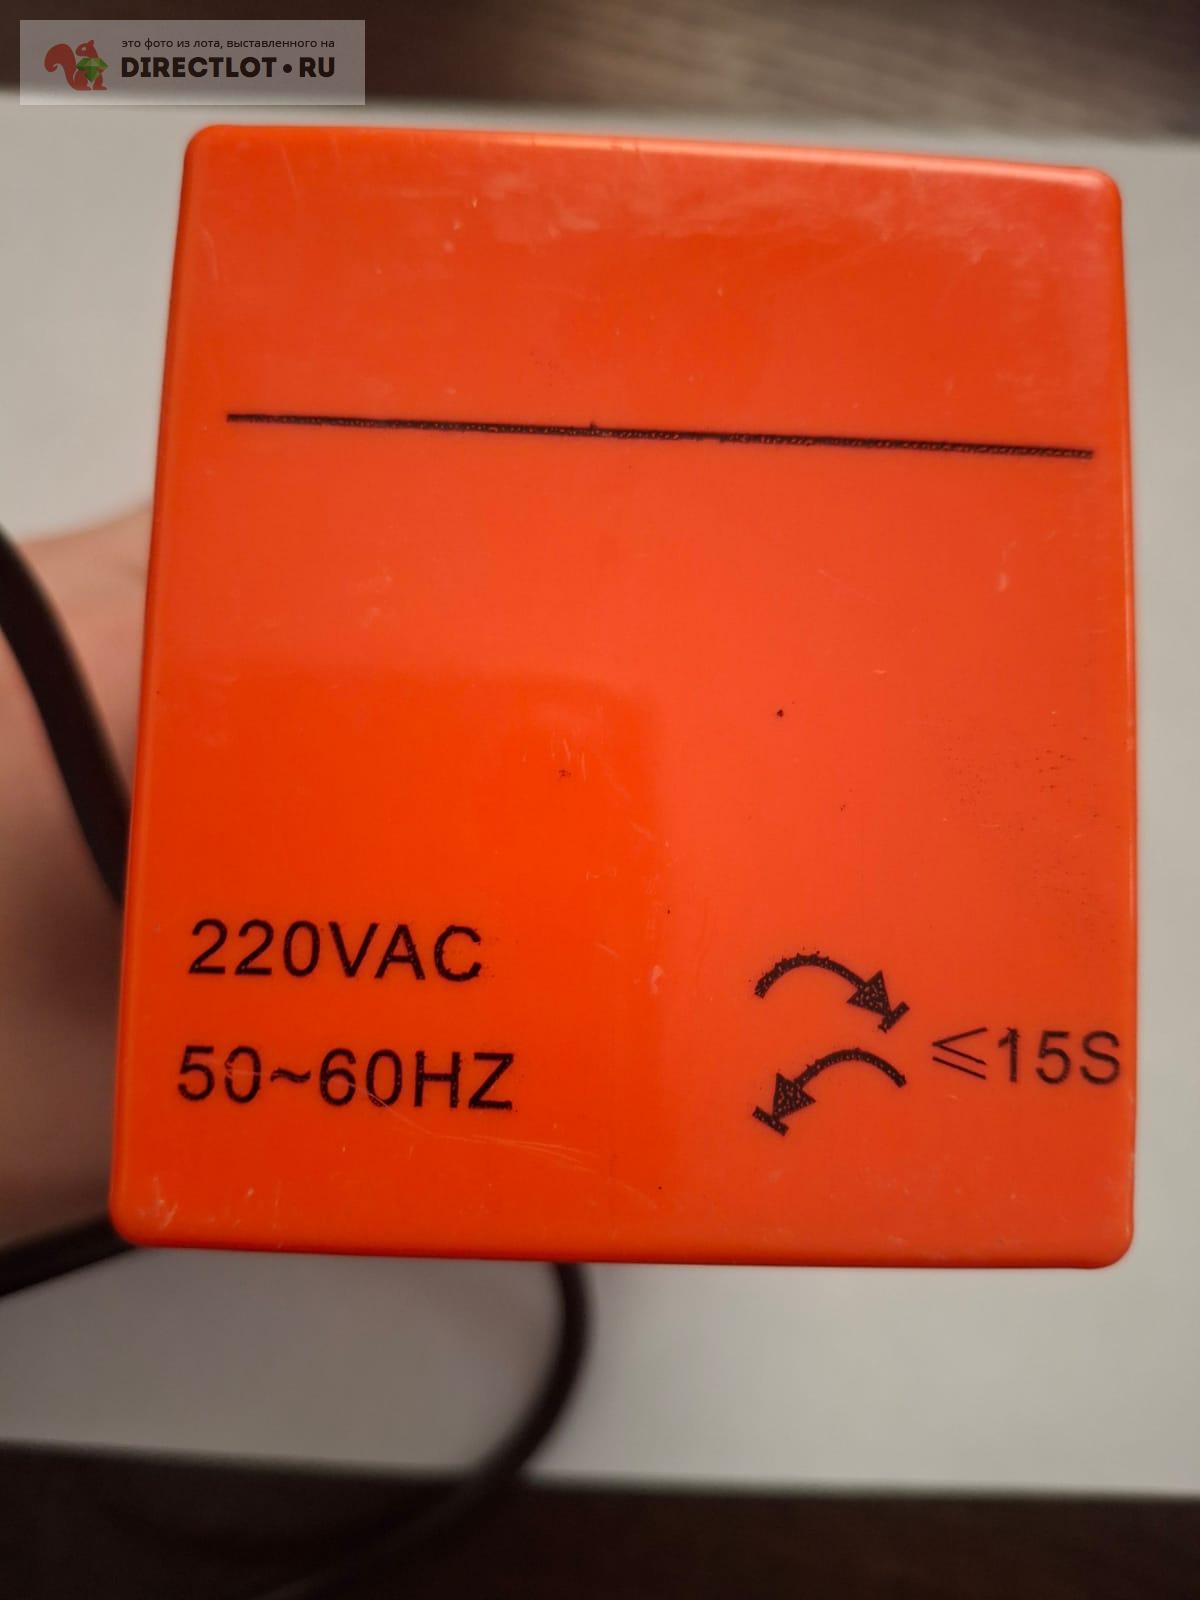 это фото из лота, выставленного на
DIRECTLOT•RU
220VAC
50~60HZ
≤15S